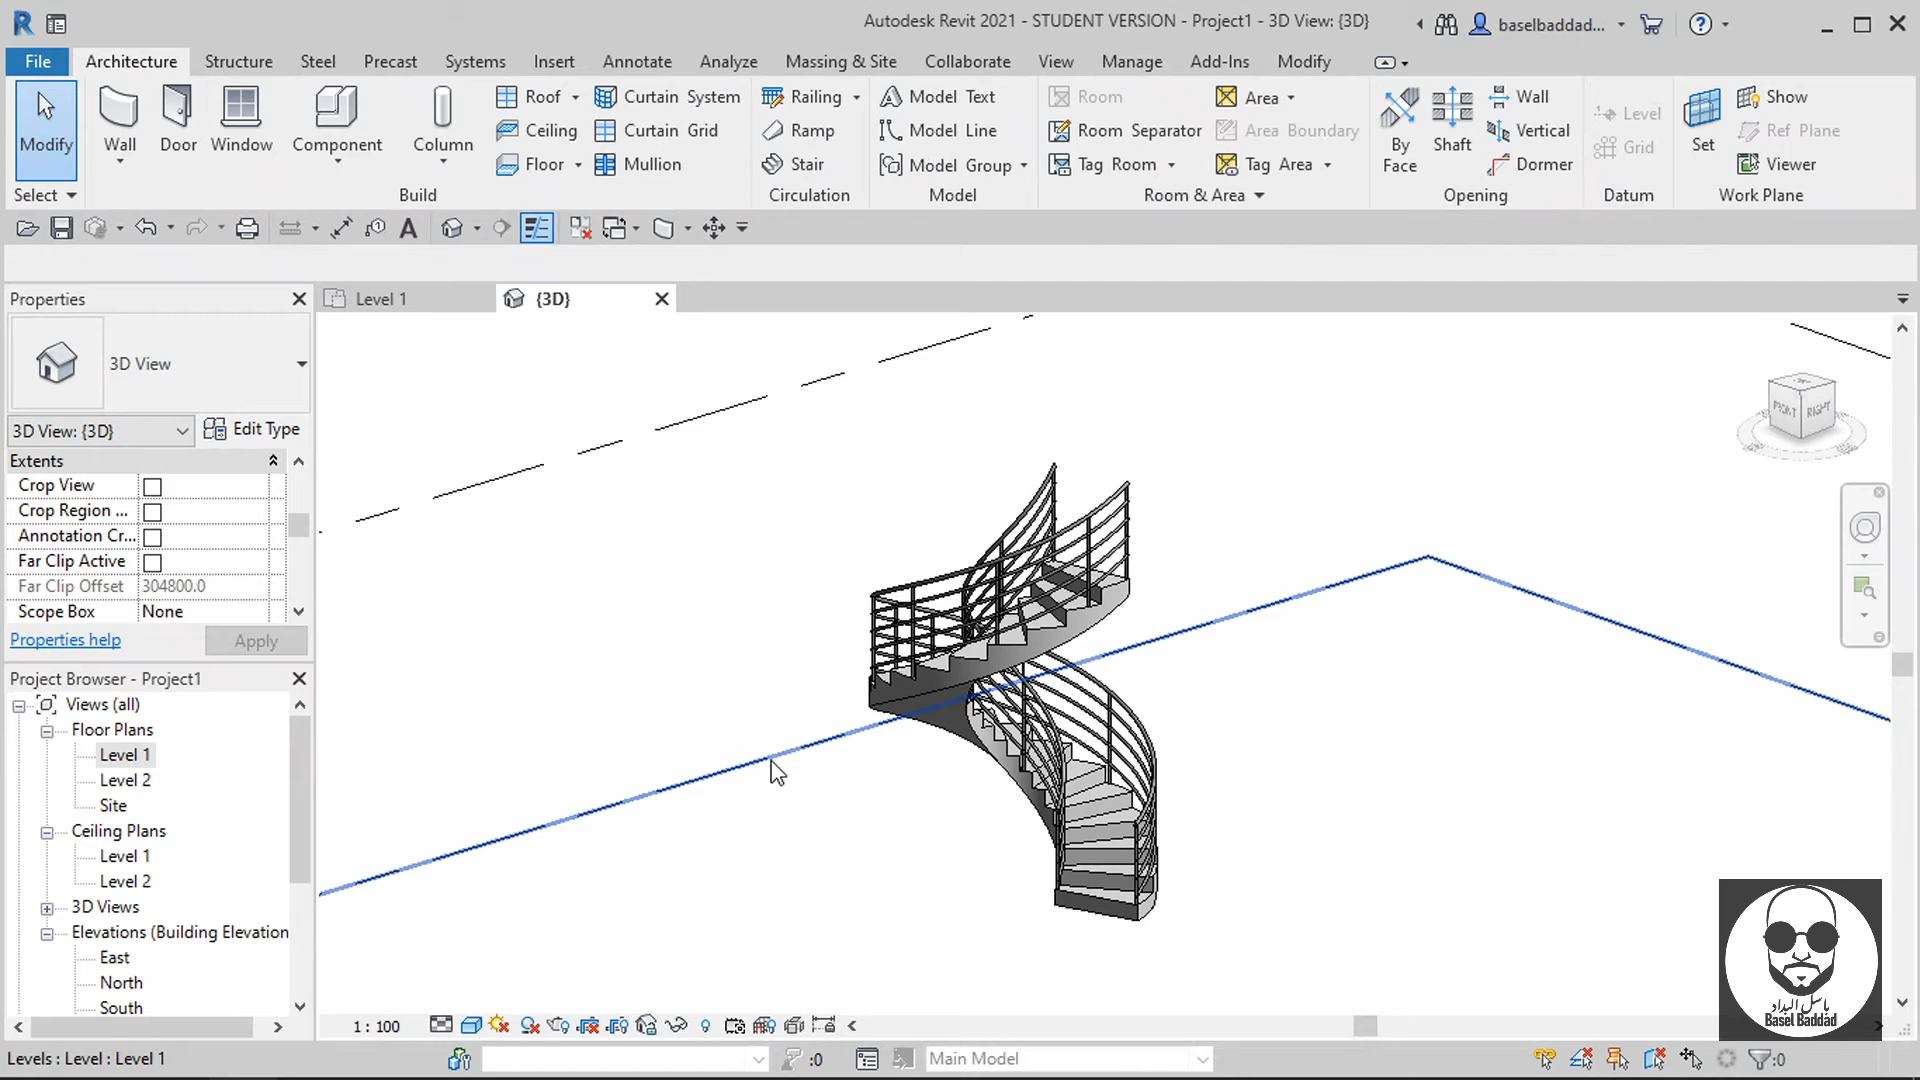 Autodesk Revit 2021 - STUDENT VERSION - Project1 - 3D View: {3D}
baselbaddad...
File
Architecture
Structure
Steel
Precast
Systems
Insert
Annotate
Analyze
Massing & Site
Collaborate
View
Manage
Add-Ins
Modify
Modify
Wall
Door
Window
Component
Column
Roof
Ceiling
Floor
Curtain System
Curtain Grid
Mullion
Railing
Ramp
Stair
Model Text
Model Line
Model Group
Room
Room Separator
Tag Room
Area
Area Boundary
Tag Area
By
Face
Shaft
Wall
Vertical
Dormer
Level
Grid
Set
Show
Ref Plane
Viewer
Select
Build
Circulation
Model
Room & Area
Opening
Datum
Work Plane
Properties
Level 1
{3D}
3D View
3D View: {3D}
Edit Type
Extents
Crop View
Crop Region ...
Annotation Cr...
Far Clip Active
Far Clip Offset 304800.0
Scope Box None
Properties help
Apply
Project Browser - Project1
Views (all)
Floor Plans
Level 1
Level 2
Site
Ceiling Plans
Level 1
Level 2
3D Views
Elevations (Building Elevation
East
North
South
FRONT
RIGHT
باسل البداد
Basel Baddad
1 : 100
Levels : Level : Level 1
:0
Main Model
:0